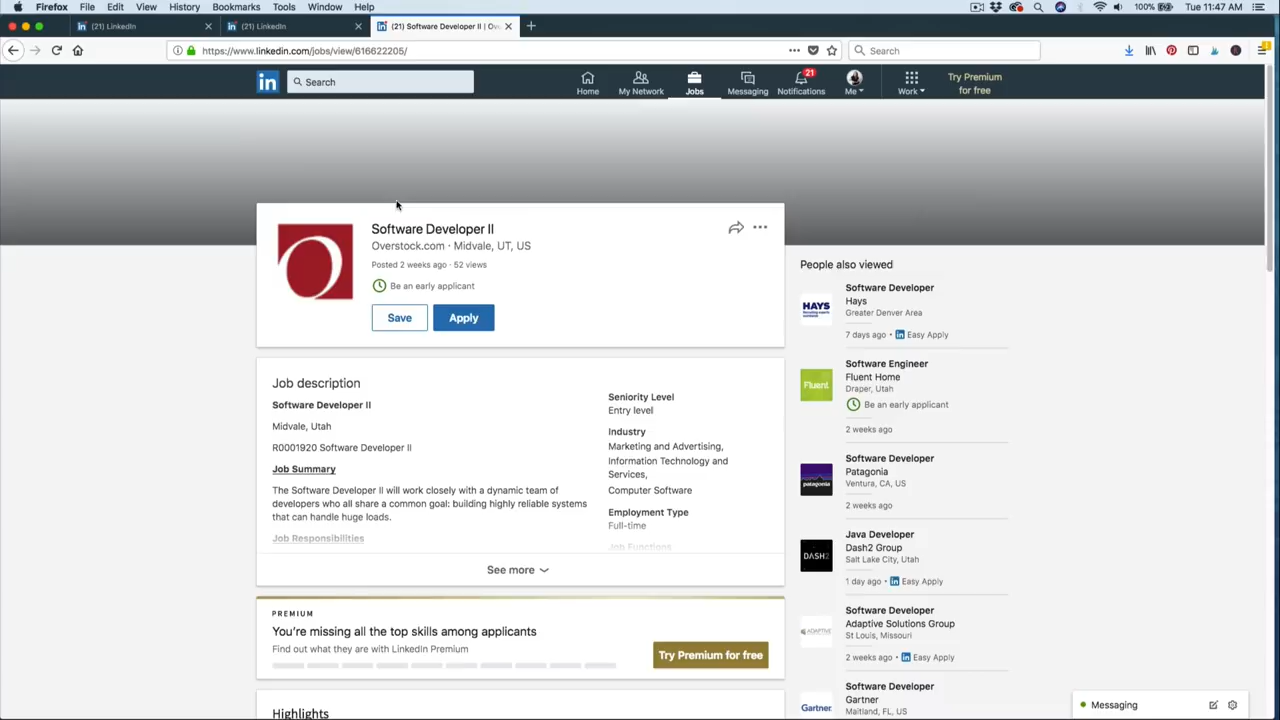 Firefox File Edit View History Bookmarks Tools Window Help
100% Tue 11:47 AM
(21) LinkedIn
(21) LinkedIn
(21) Software Developer II | Ov
https://www.linkedin.com/jobs/view/616622205/
Search
in
Search
Home
My Network
Jobs
Messaging
21
Notifications
Me
Work
Try Premium
for free
Software Developer II
Overstock.com · Midvale, UT, US
Posted 2 weeks ago · 52 views
Be an early applicant
Save
Apply
Job description
Software Developer II
Midvale, Utah
R0001920 Software Developer II
Job Summary
The Software Developer II will work closely with a dynamic team of
developers who all share a common goal: building highly reliable systems
that can handle huge loads.
Job Responsibilities
Seniority Level
Entry level
Industry
Marketing and Advertising,
Information Technology and
Services,
Computer Software
Employment Type
Full-time
Job Functions
See more
PREMIUM
You're missing all the top skills among applicants
Find out what they are with LinkedIn Premium
Try Premium for free
Highlights
People also viewed
HAYS
Software Developer
Hays
Greater Denver Area
7 days ago • in Easy Apply
Fluent
Software Engineer
Fluent Home
Draper, Utah
Be an early applicant
2 weeks ago
patagonia
Software Developer
Patagonia
Ventura, CA, US
2 weeks ago
DASH2
Java Developer
Dash2 Group
Salt Lake City, Utah
1 day ago • in Easy Apply
ADAPTIVE
Software Developer
Adaptive Solutions Group
St Louis, Missouri
2 weeks ago • in Easy Apply
Gartner
Software Developer
Gartner
Maitland, FL, US
Messaging